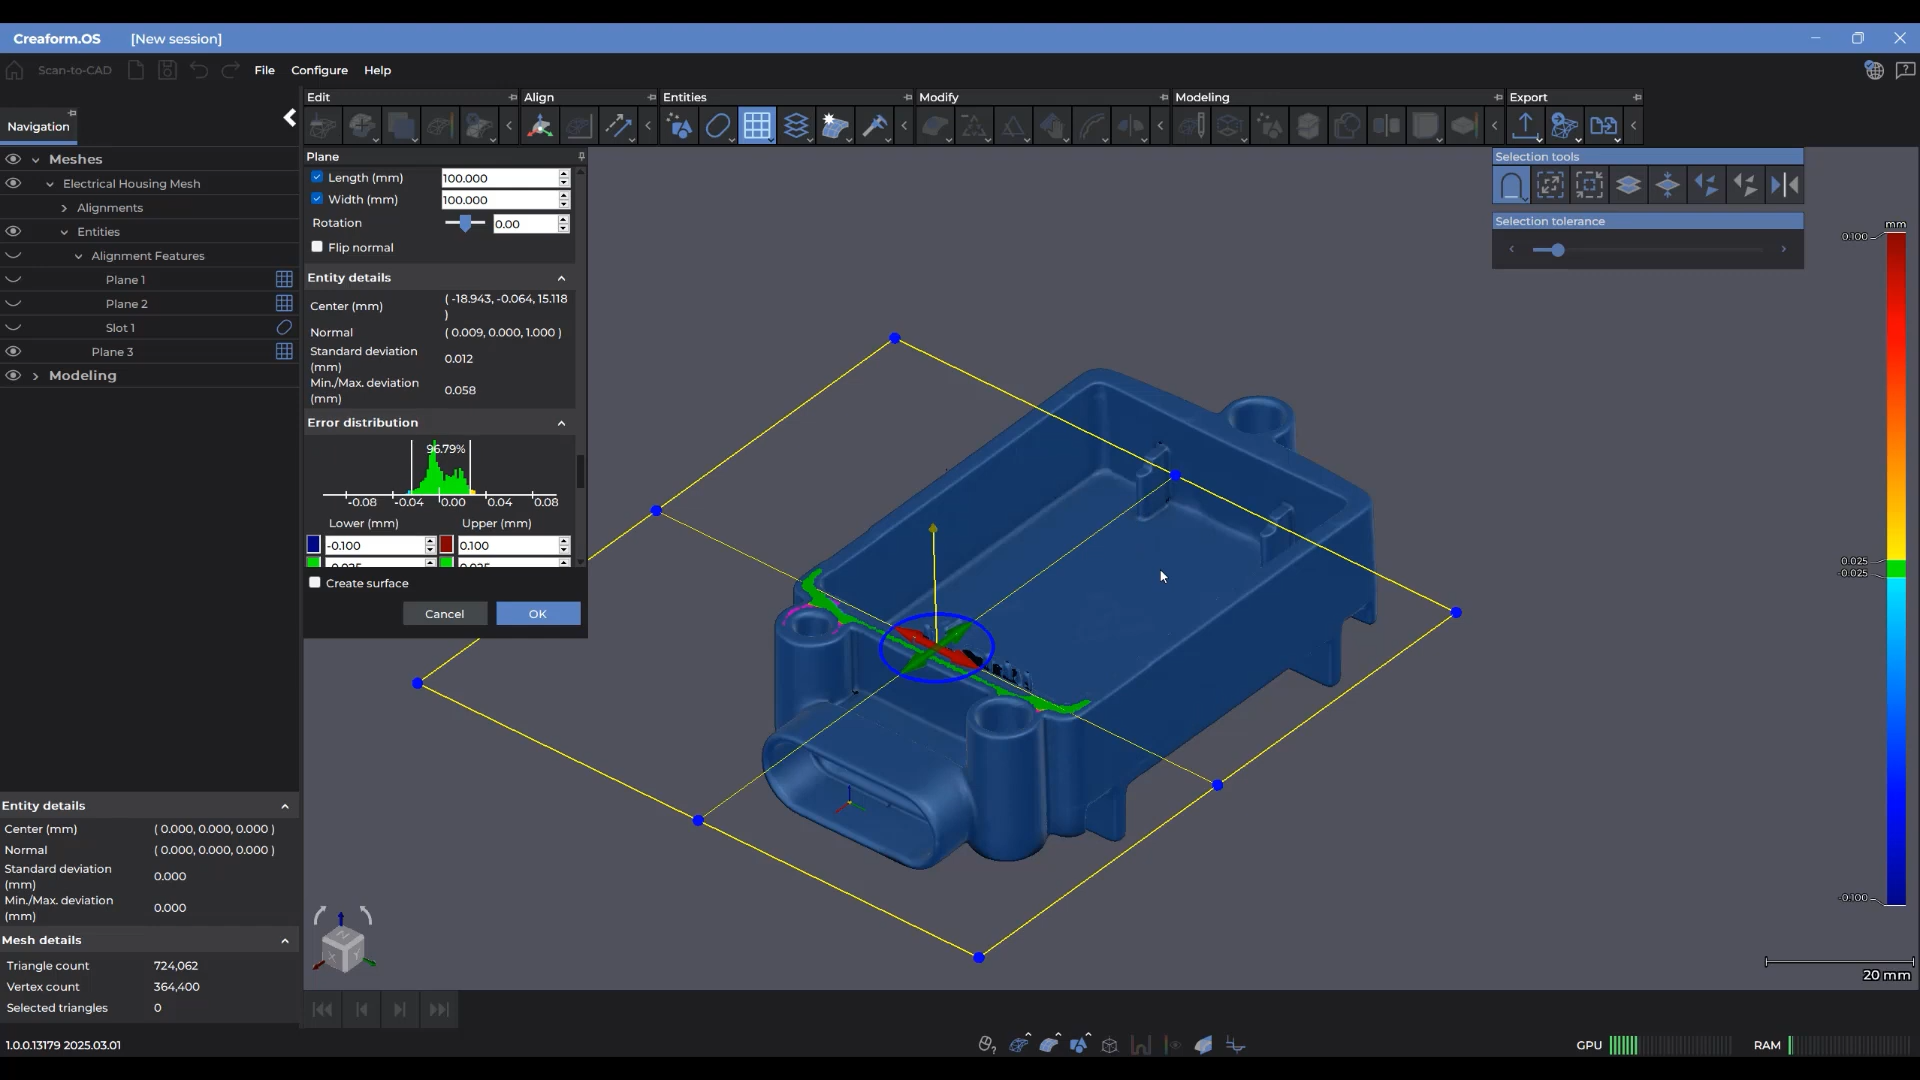 Creaform.OS [New session]
Scan-to-CAD File Configure Help
Edit Align Entities Modify Modeling Export
Navigation
Meshes
Electrical Housing Mesh
Alignments
Entities
Alignment Features
Plane 1
Plane 2
Slot 1
Plane 3
Modeling
Plane
Length (mm) 100.000
Width (mm) 100.000
Rotation 0.00
Flip normal
Entity details
Center (mm) ( -18.943, -0.064, 15.118
)
Normal ( 0.009, 0.000, 1.000 )
Standard deviation
(mm) 0.012
Min./Max. deviation
(mm) 0.058
Error distribution
96.79%
-0.08 -0.04 0.00 0.04 0.08
Lower (mm) Upper (mm)
-0.100 0.100
Create surface
Cancel OK
Selection tools
Selection tolerance
mm
0.100
0.025
-0.025
-0.100
20 mm
Entity details
Center (mm) ( 0.000, 0.000, 0.000 )
Normal ( 0.000, 0.000, 0.000 )
Standard deviation
(mm) 0.000
Min./Max. deviation
(mm) 0.000
Mesh details
Triangle count 724,062
Vertex count 364,400
Selected triangles 0
1.0.0.13179 2025.03.01
GPU RAM